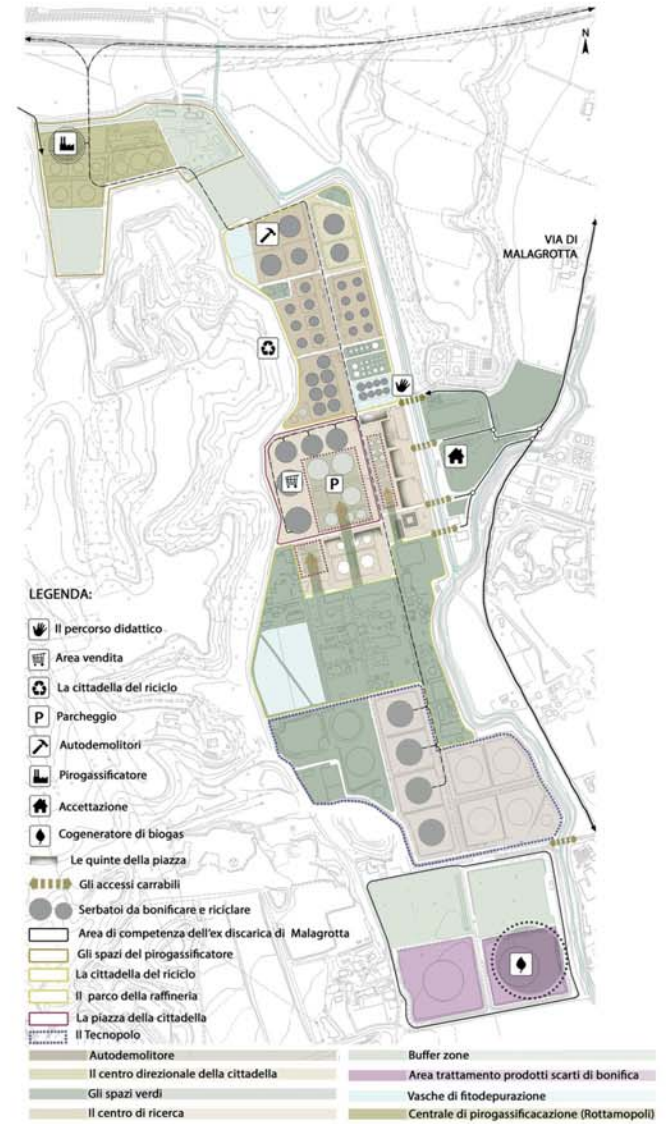 N
VIA DI
MALAGROTTA
P
LEGENDA:
Il percorso didattico
Area vendita
La cittadella del riciclo
P
Parcheggio
Autodemolitori
Pirogassificatore
Accettazione
Cogeneratore di biogas
Le quinte della piazza
Gli accessi carrabili
Serbatoi da bonificare e riciclare
Area di competenza dell'ex discarica di Malagrotta
Gli spazi del pirogassificatore
La cittadella del riciclo
Il parco della raffineria
La piazza della cittadella
Il Tecnopolo
Autodemolitore
Il centro direzionale della cittadella
Gli spazi verdi
Il centro di ricerca
Buffer zone
Area trattamento prodotti scarti di bonifica
Vasche di fitodepurazione
Centrale di pirogassificacazione (Rottamopoli)